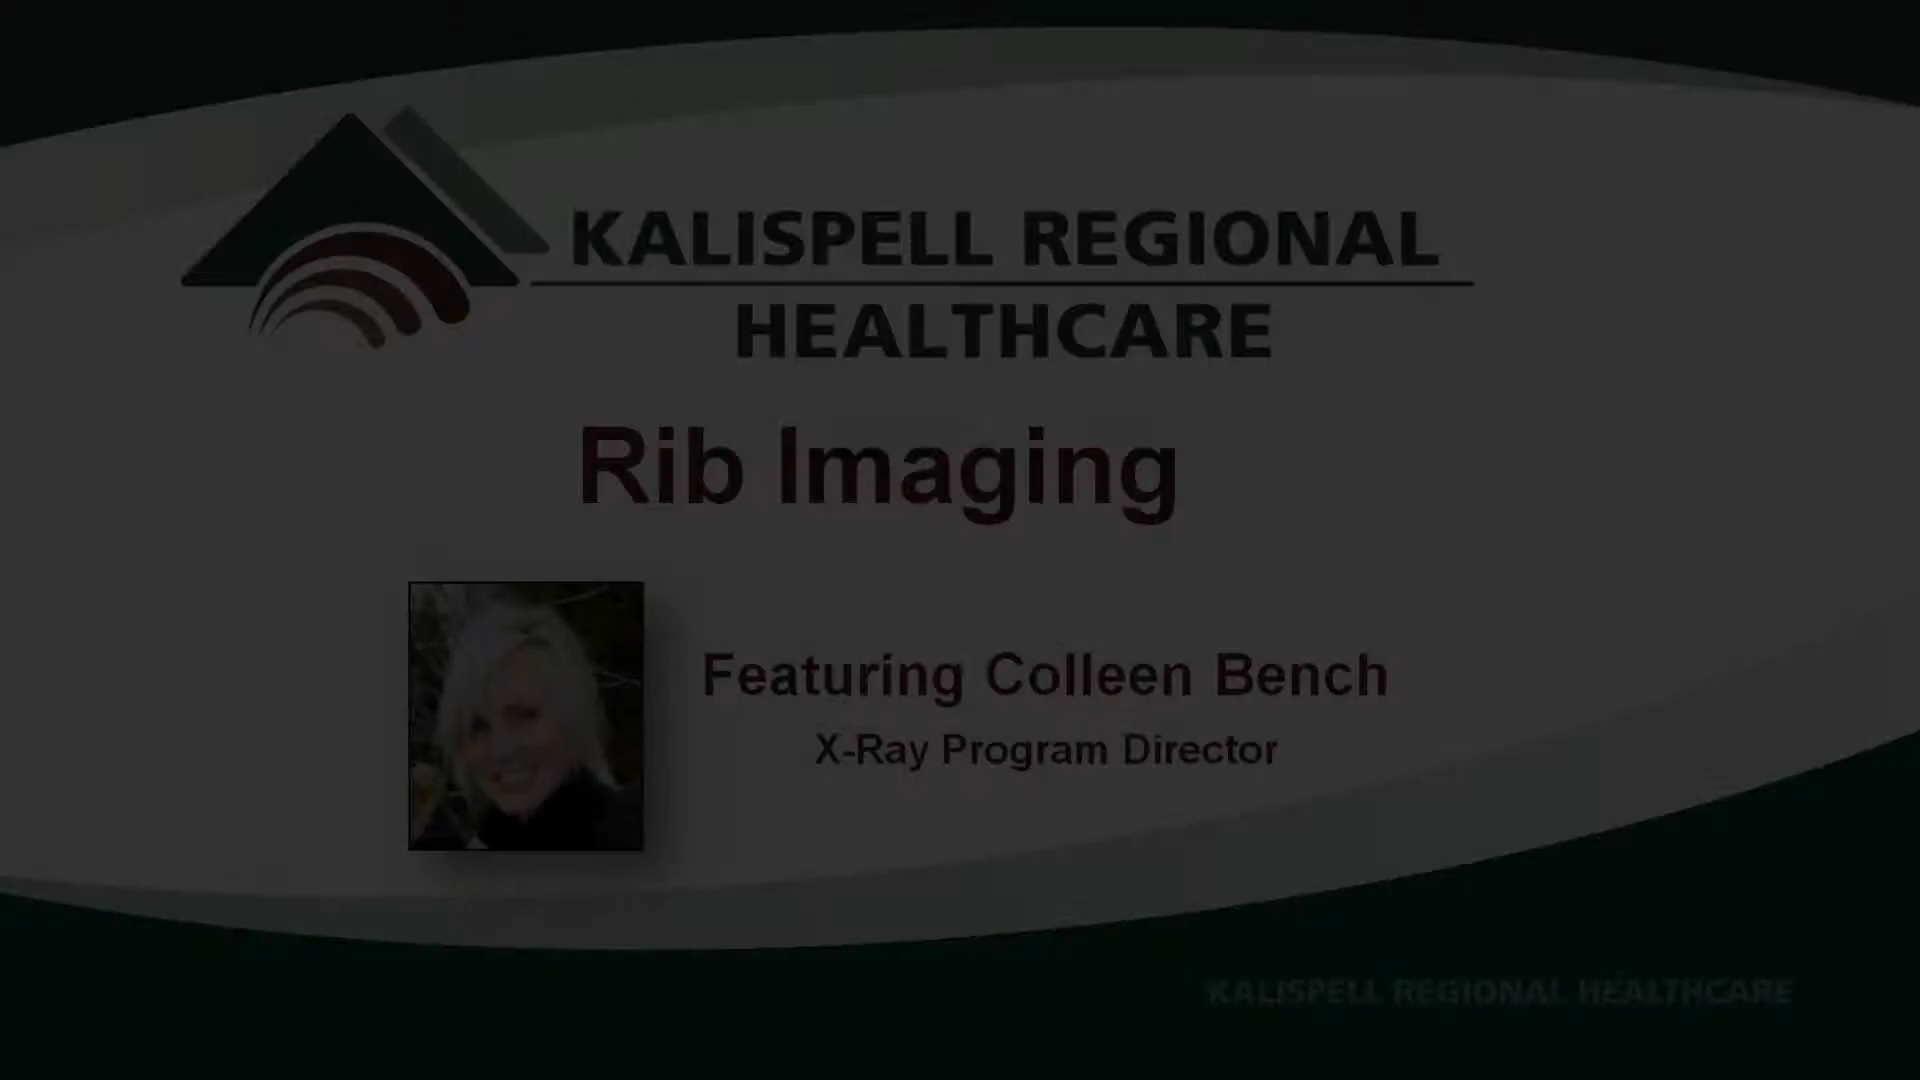 KALISPELL REGIONAL
HEALTHCARE
Rib Imaging
Featuring Colleen Bench
X-Ray Program Director
KALISPELL REGIONAL HEALTHCARE